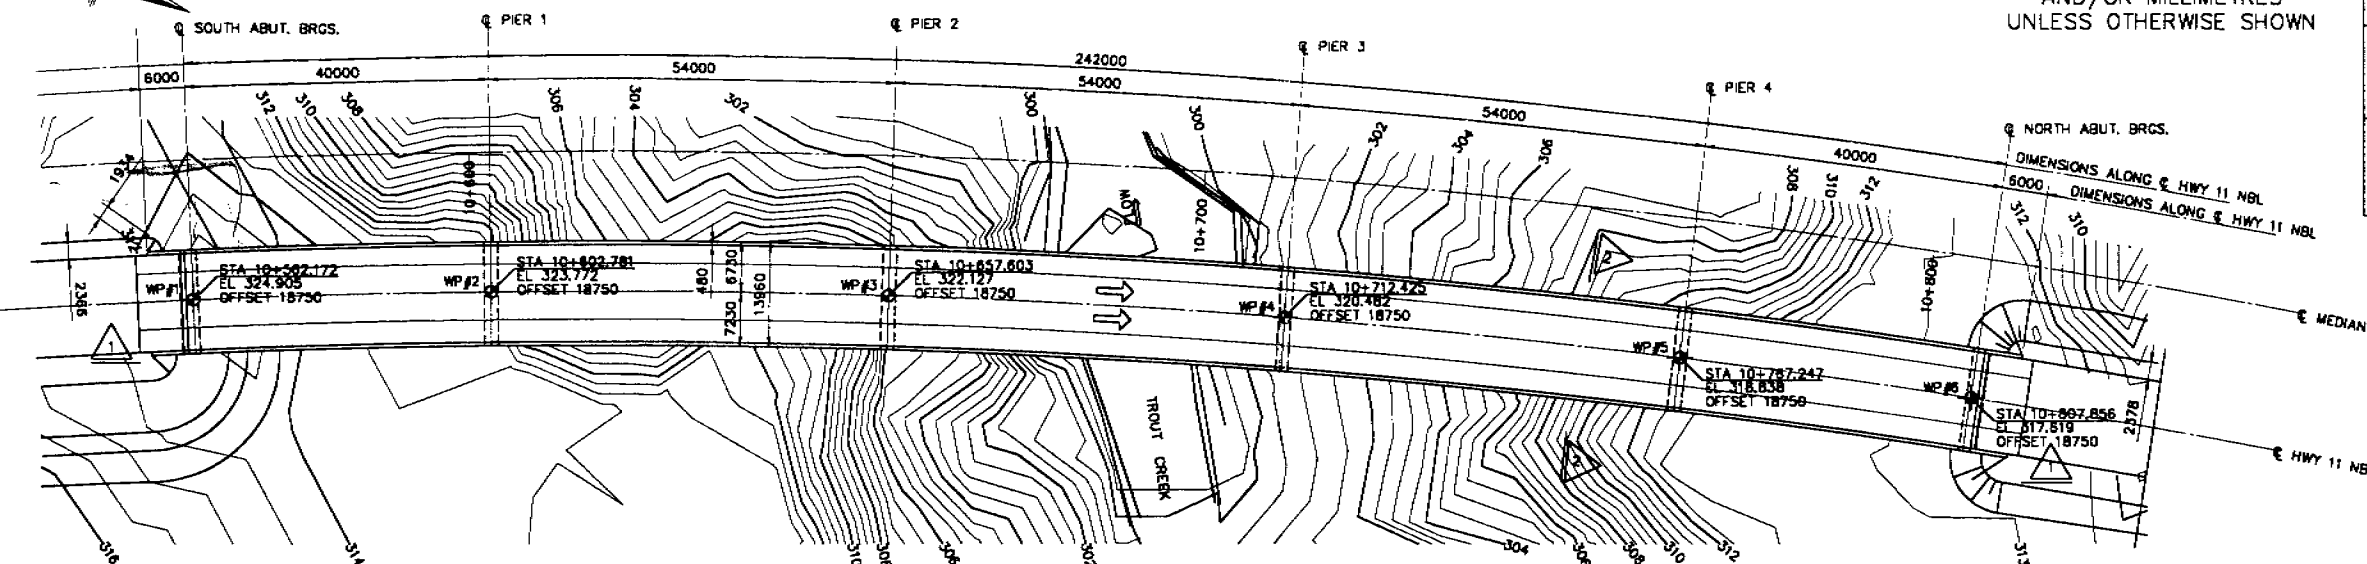 AND/OR MILLIMETRES
UNLESS OTHERWISE SHOWN
℄ SOUTH ABUT. BRGS.
℄ PIER 1
℄ PIER 2
℄ PIER 3
℄ PIER 4
℄ NORTH ABUT. BRGS.
242000
6000
40000
54000
54000
54000
40000
6000
DIMENSIONS ALONG ℄ HWY 11 NBL
DIMENSIONS ALONG ℄ HWY 11 NBL
312
310
308
306
304
302
300
300
302
304
306
308
310
312
312
310
10+600
FLOW
10+700
10+800
2
℄ MEDIAN
WP#1
STA 10+562.172
EL 324.905
OFFSET 18750
WP#2
STA 10+602.781
EL 323.772
OFFSET 18750
480
6730
7230
13960
WP#3
STA 10+657.603
EL 322.127
OFFSET 18750
WP#4
STA 10+712.425
EL 320.482
OFFSET 18750
WP#5
STA 10+767.247
EL 318.838
OFFSET 18750
WP#6
STA 10+807.856
EL 317.619
OFFSET 18750
1
1
2
2378
℄ HWY 11 NB
TROUT CREEK
316
314
310
308
306
302
304
306
308
310
312
313